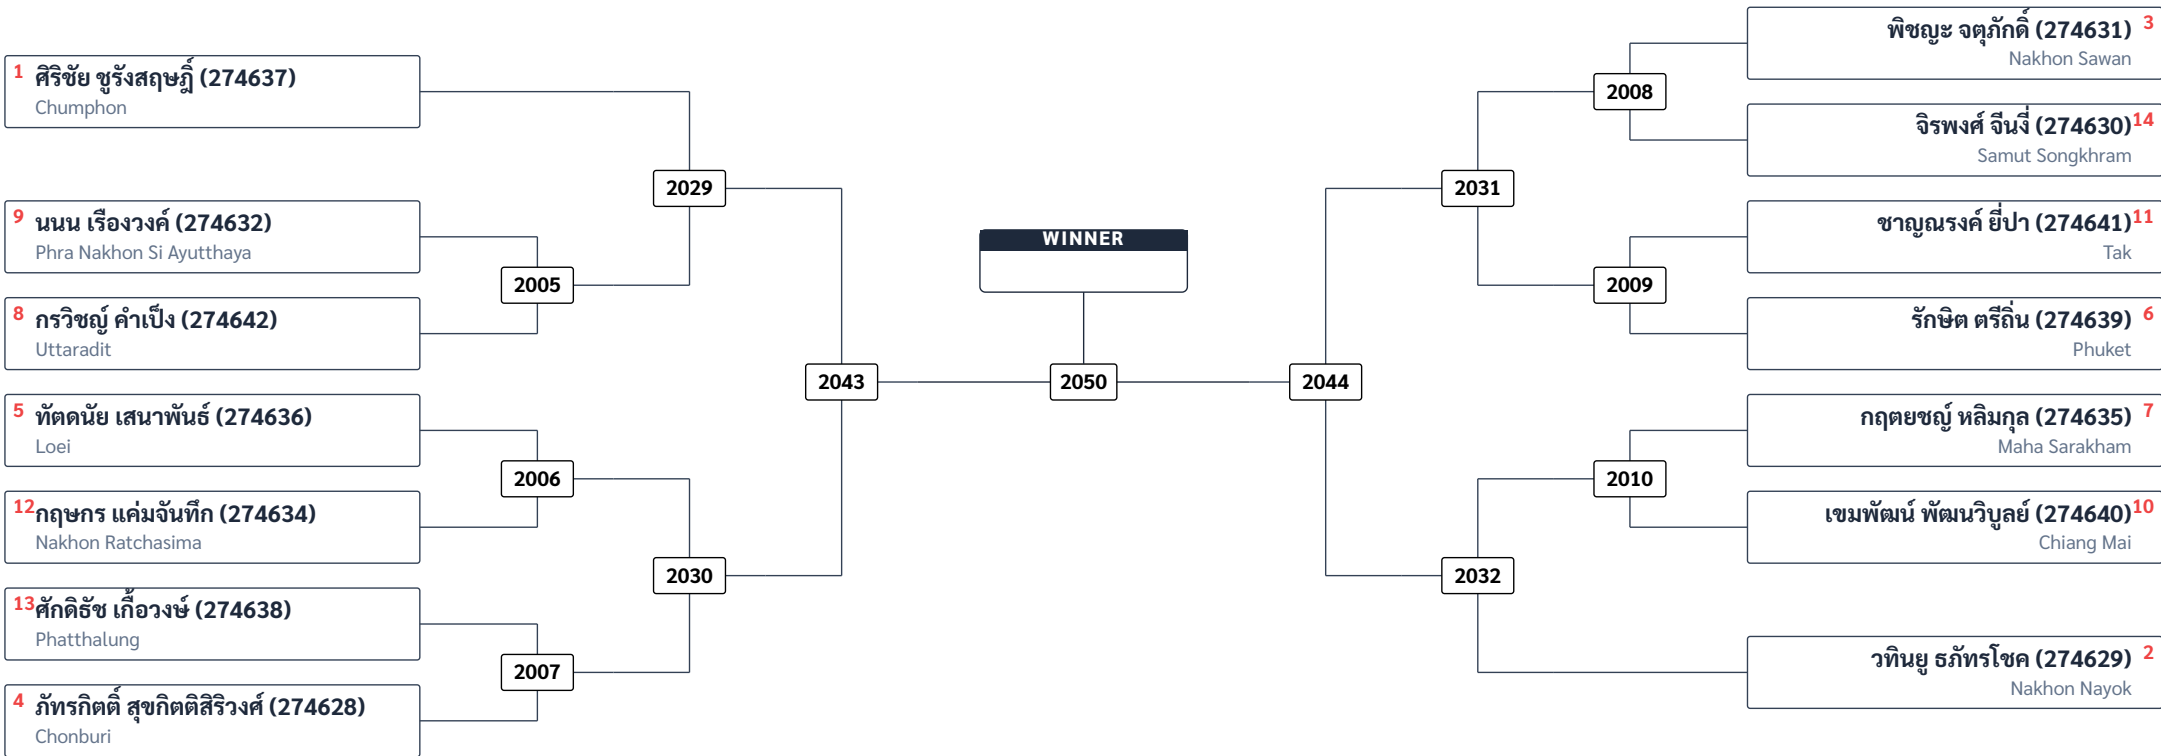 1 ศิริชัย ชูรังสฤษฎิ์ (274637)
Chumphon
9 นนน เรืองวงค์ (274632)
Phra Nakhon Si Ayutthaya
8 กรวิชญ์ คำเป็ง (274642)
Uttaradit
5 ทัตดนัย เสนาพันธ์ (274636)
Loei
12 กฤษกร แค่มจันทึก (274634)
Nakhon Ratchasima
13 ศักดิธัช เกื้อวงษ์ (274638)
Phatthalung
4 ภัทรกิตติ์ สุขกิตติสิริวงศ์ (274628)
Chonburi
2005
2006
2007
2029
2030
2043
WINNER
2050
2044
2031
2032
2008
2009
2010
พิชญะ จตุภักดิ์ (274631) 3
Nakhon Sawan
จิรพงศ์ จีนงี่ (274630) 14
Samut Songkhram
ชาญณรงค์ ยี่ปา (274641) 11
Tak
รักษิต ตรีถิ่น (274639) 6
Phuket
กฤตยชญ์ หลิมกุล (274635) 7
Maha Sarakham
เขมพัฒน์ พัฒนวิบูลย์ (274640) 10
Chiang Mai
วทินยู ธภัทรโชค (274629) 2
Nakhon Nayok